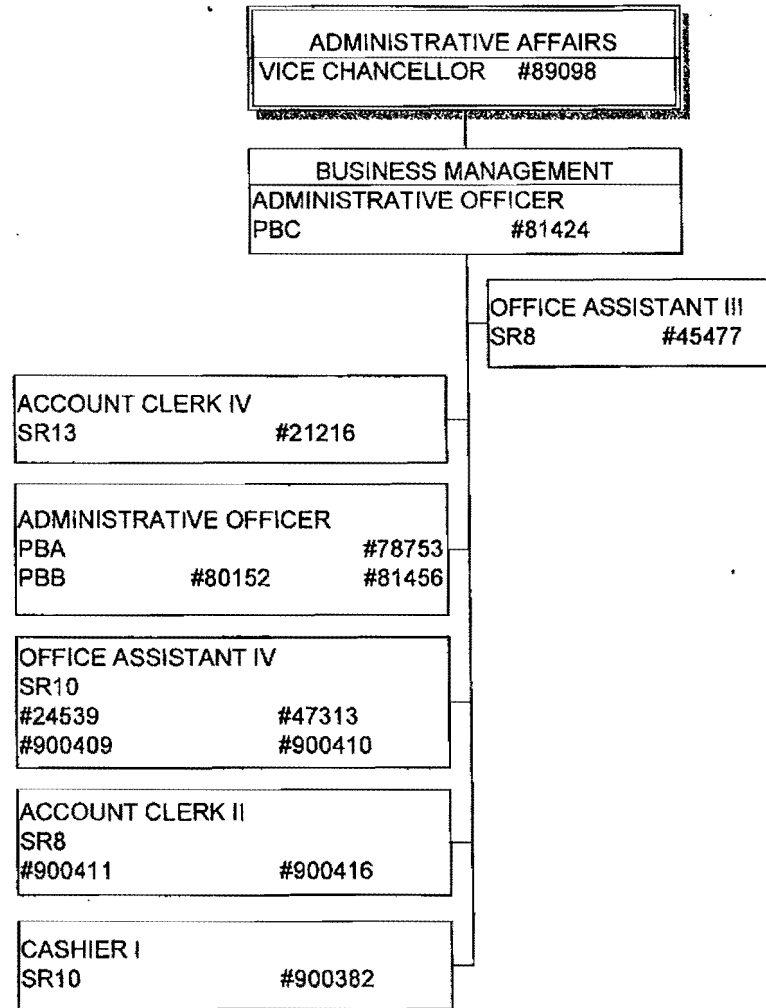 ADMINISTRATIVE AFFAIRS
VICE CHANCELLOR #89098
BUSINESS MANAGEMENT
ADMINISTRATIVE OFFICER
PBC #81424
OFFICE ASSISTANT III
SR8 #45477
ACCOUNT CLERK IV
SR13 #21216
ADMINISTRATIVE OFFICER
PBA #78753
PBB #80152 #81456
OFFICE ASSISTANT IV
SR10
#24539 #47313
#900409 #900410
ACCOUNT CLERK II
SR8
#900411 #900416
CASHIER I
SR10 #900382